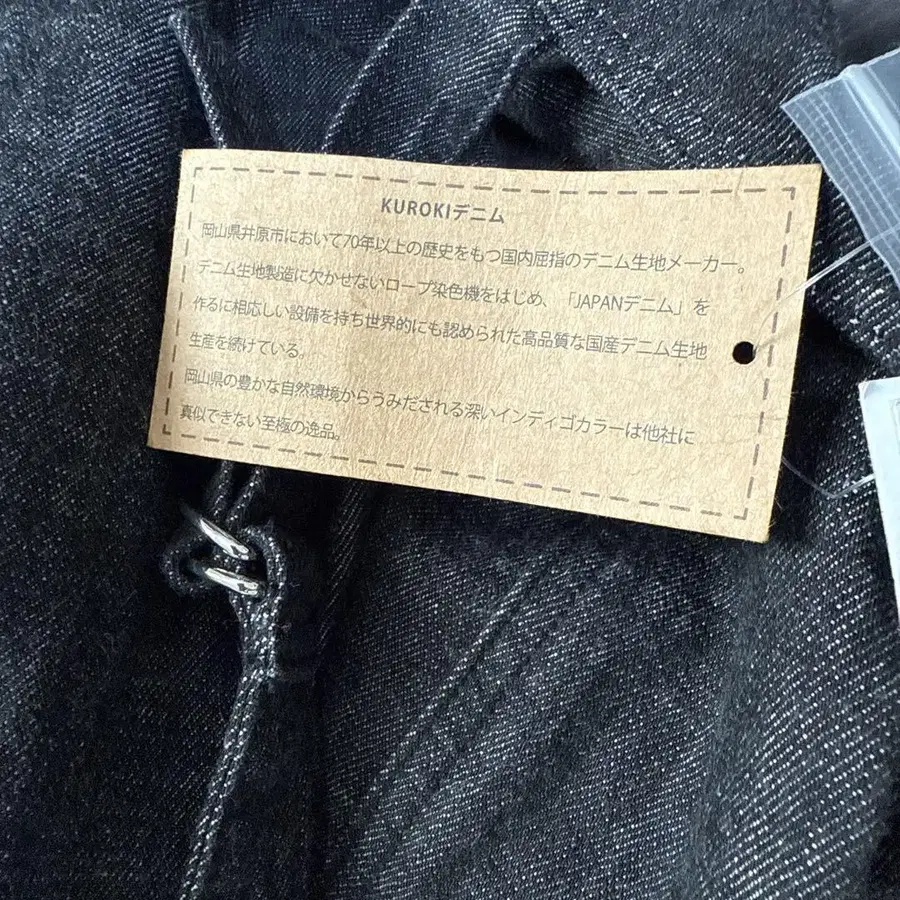 KUROKIデニム
岡山県井原市において70年以上の歴史をもつ国内屈指のデニム生地メーカー。
デニム生地製造に欠かせないロープ染色機をはじめ、「JAPANデニム」を
作るに相応しい設備を持ち世界的にも認められた高品質な国産デニム生地
生産を続けている。
岡山県の豊かな自然環境からうみだされる深いインディゴカラーは他社に
真似できない至極の逸品。